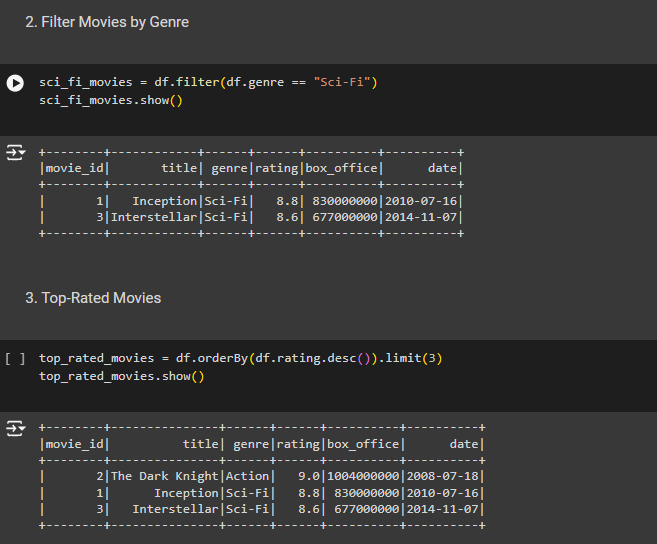 2. Filter Movies by Genre
sci_fi_movies = df.filter(df.genre == "Sci-Fi")
sci_fi_movies.show()
+--------+------------+------+------+----------+----------+
|movie_id|       title| genre|rating|box_office|      date|
+--------+------------+------+------+----------+----------+
|       1|   Inception|Sci-Fi|   8.8| 830000000|2010-07-16|
|       3|Interstellar|Sci-Fi|   8.6| 677000000|2014-11-07|
+--------+------------+------+------+----------+----------+
3. Top-Rated Movies
[ ] top_rated_movies = df.orderBy(df.rating.desc()).limit(3)
top_rated_movies.show()
+--------+---------------+------+------+----------+----------+
|movie_id|          title| genre|rating|box_office|      date|
+--------+---------------+------+------+----------+----------+
|       2|The Dark Knight|Action|   9.0|1004000000|2008-07-18|
|       1|      Inception|Sci-Fi|   8.8| 830000000|2010-07-16|
|       3|   Interstellar|Sci-Fi|   8.6| 677000000|2014-11-07|
+--------+---------------+------+------+----------+----------+